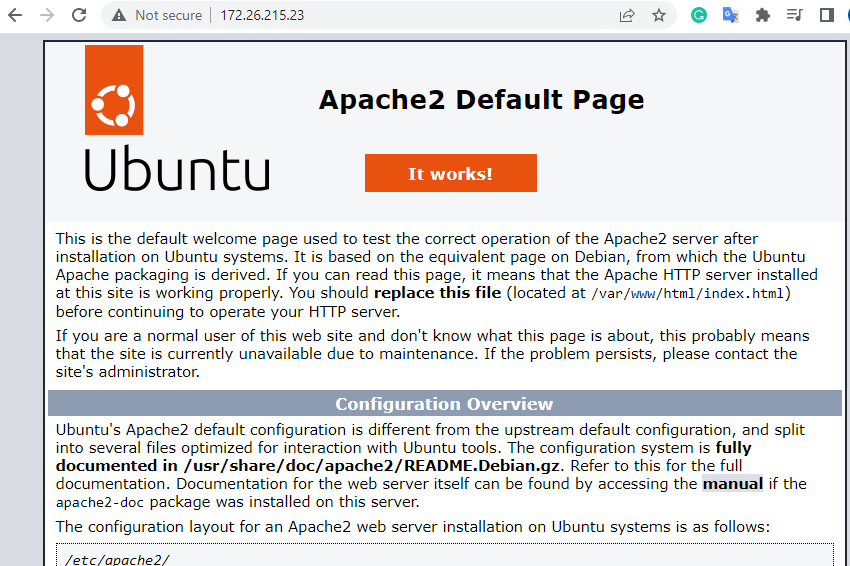 Not secure | 172.26.215.23
Apache2 Default Page
Ubuntu
It works!
This is the default welcome page used to test the correct operation of the Apache2 server after
installation on Ubuntu systems. It is based on the equivalent page on Debian, from which the Ubuntu
Apache packaging is derived. If you can read this page, it means that the Apache HTTP server installed
at this site is working properly. You should replace this file (located at /var/www/html/index.html)
before continuing to operate your HTTP server.
If you are a normal user of this web site and don't know what this page is about, this probably means
that the site is currently unavailable due to maintenance. If the problem persists, please contact the
site's administrator.
Configuration Overview
Ubuntu's Apache2 default configuration is different from the upstream default configuration, and split
into several files optimized for interaction with Ubuntu tools. The configuration system is fully
documented in /usr/share/doc/apache2/README.Debian.gz. Refer to this for the full
documentation. Documentation for the web server itself can be found by accessing the manual if the
apache2-doc package was installed on this server.
The configuration layout for an Apache2 web server installation on Ubuntu systems is as follows:
/etc/apache2/